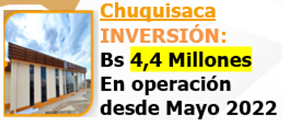 Chuquisaca
INVERSIÓN:
Bs 4,4 Millones
En operación
desde Mayo 2022